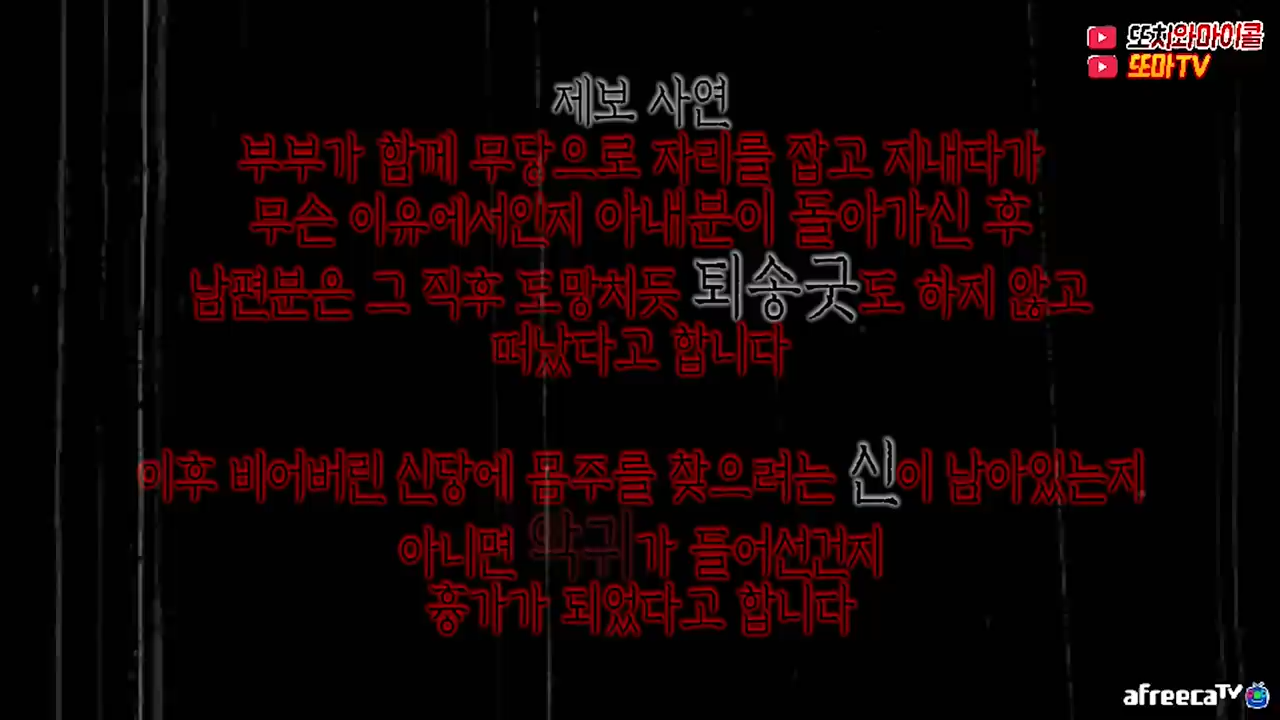 또치와마이콜
또마TV
제보 사연
부부가 함께 무당으로 자리를 잡고 지내다가
무슨 이유에서인지 아내분이 돌아가신 후
남편분은 그 직후 도망치듯 퇴송굿도 하지 않고
떠났다고 합니다
이후 비어버린 신당에 몸주를 찾으려는 신이 남아있는지
아니면 악귀가 들어선건지
흉가가 되었다고 합니다
afreecaTV